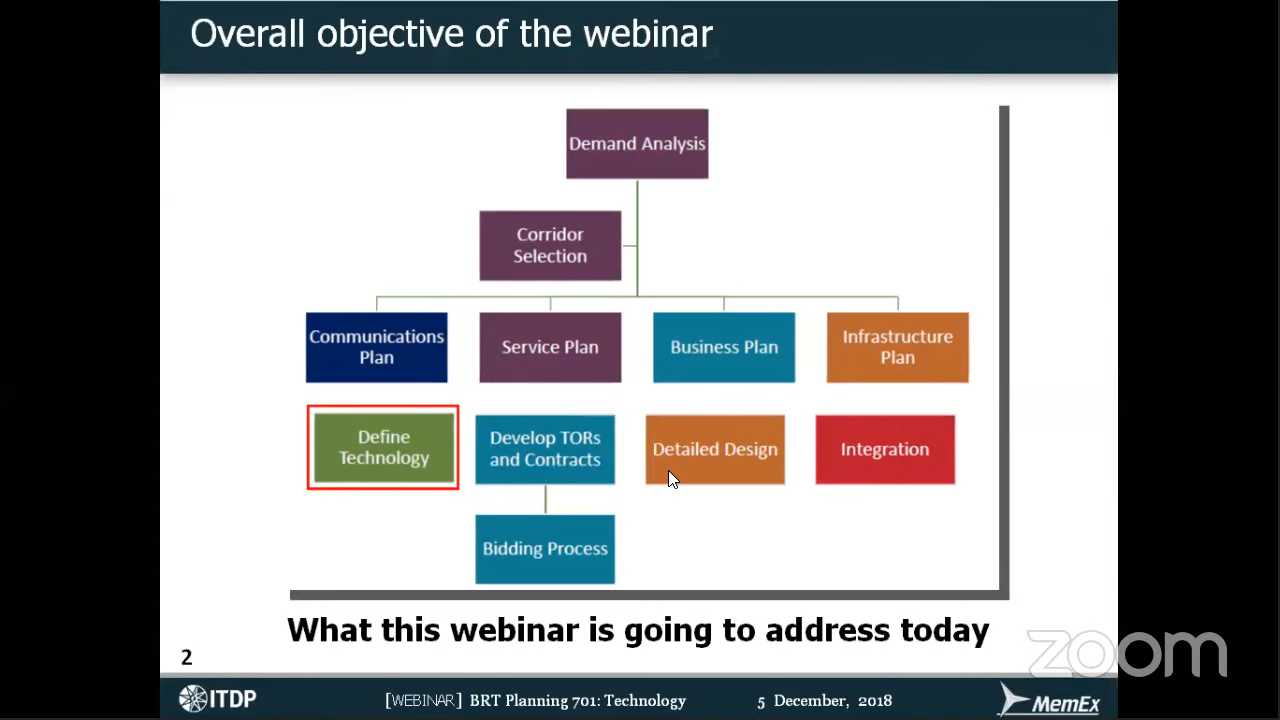 Overall objective of the webinar
Demand Analysis
Corridor
Selection
Communications
Plan
Service Plan
Business Plan
Infrastructure
Plan
Define
Technology
Develop TORs
and Contracts
Detailed Design
Integration
Bidding Process
What this webinar is going to address today
zoom
2
ITDP
[WEBINAR] BRT Planning 701: Technology
5 December, 2018
MemEx